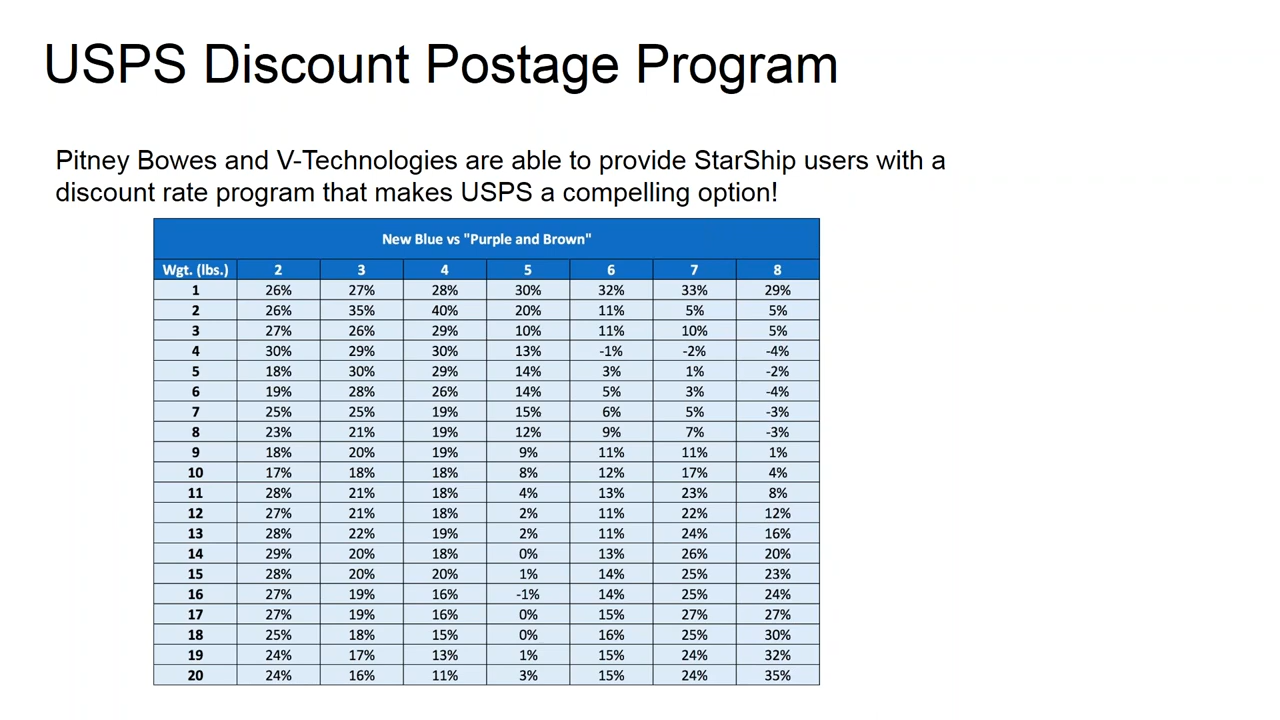 USPS Discount Postage Program
Pitney Bowes and V-Technologies are able to provide StarShip users with a
discount rate program that makes USPS a compelling option!
New Blue vs "Purple and Brown"
Wgt. (lbs.) 2 3 4 5 6 7 8
1 26% 27% 28% 30% 32% 33% 29%
2 26% 35% 40% 20% 11% 5% 5%
3 27% 26% 29% 10% 11% 10% 5%
4 30% 29% 30% 13% -1% -2% -4%
5 18% 30% 29% 14% 3% 1% -2%
6 19% 28% 26% 14% 5% 3% -4%
7 25% 25% 19% 15% 6% 5% -3%
8 23% 21% 19% 12% 9% 7% -3%
9 18% 20% 19% 9% 11% 11% 1%
10 17% 18% 18% 8% 12% 17% 4%
11 28% 21% 18% 4% 13% 23% 8%
12 27% 21% 18% 2% 11% 22% 12%
13 28% 22% 19% 2% 11% 24% 16%
14 29% 20% 18% 0% 13% 26% 20%
15 28% 20% 20% 1% 14% 25% 23%
16 27% 19% 16% -1% 14% 25% 24%
17 27% 19% 16% 0% 15% 27% 27%
18 25% 18% 15% 0% 16% 25% 30%
19 24% 17% 13% 1% 15% 24% 32%
20 24% 16% 11% 3% 15% 24% 35%